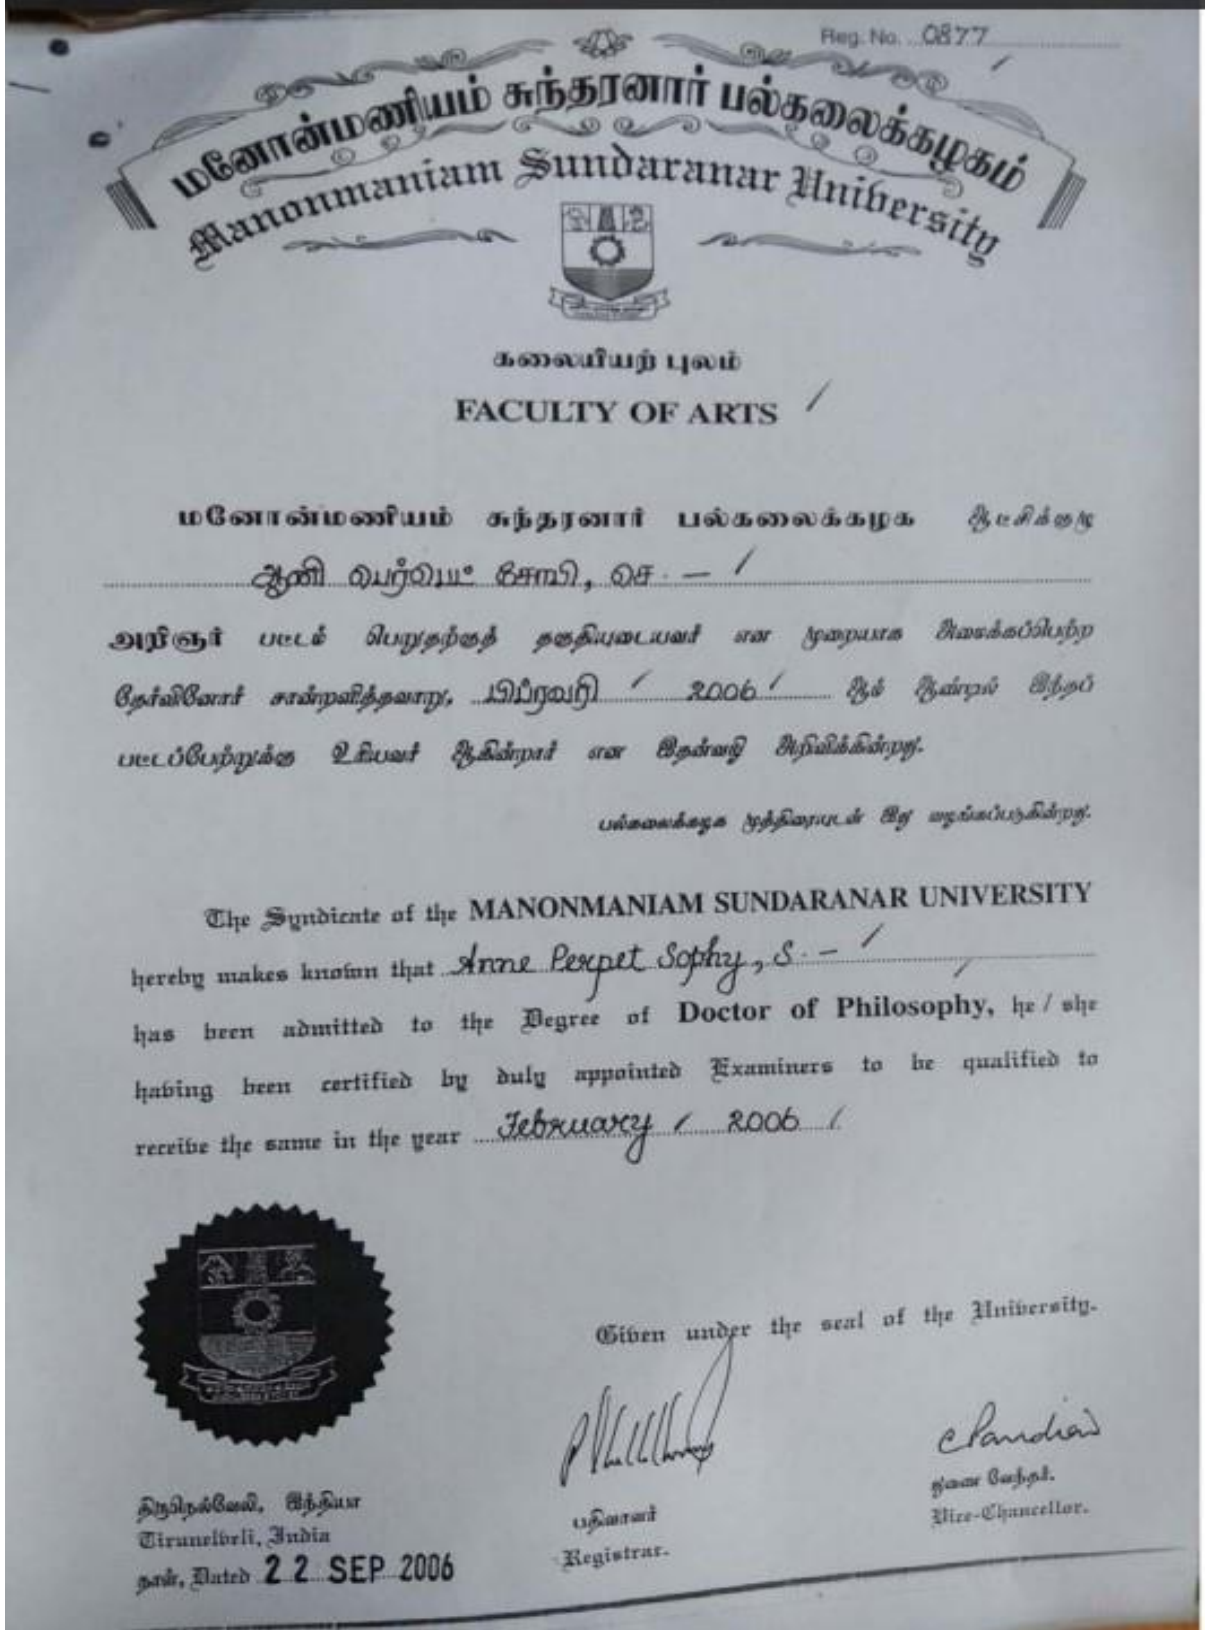 Reg. No. 0877
மனோன்மணியம் சுந்தரனார் பல்கலைக்கழகம்
Manonmaniam Sundaranar University
கலையியற் புலம்
FACULTY OF ARTS
மனோன்மணியம் சுந்தரனார் பல்கலைக்கழக ஆட்சிக்குழு
ஆனி பெர்பெட் சோபி, செ. –
அறிஞர் பட்டம் பெறுதற்குத் தகுதியுடையவர் என முறையாக அமைக்கப்பெற்ற
தேர்வினோர் சான்றளித்தவாறு, பிப்ரவரி 2006 ஆம் ஆண்டில் இந்தப்
பட்டப்பேற்றுக்கு உரியவர் ஆகின்றார் என இதன்வழி அறிவிக்கின்றது.
பல்கலைக்கழக முத்திரையுடன் இது வழங்கப்படுகின்றது.
The Syndicate of the MANONMANIAM SUNDARANAR UNIVERSITY
hereby makes known that Anne Perpet Sophy, S. –
has been admitted to the Degree of Doctor of Philosophy, he / she
having been certified by duly appointed Examiners to be qualified to
receive the same in the year February 2006
Given under the seal of the University.
திருநெல்வேலி, இந்தியா
Tirunelveli, India
நாள், Dated 22 SEP 2006
பதிவாளர்
Registrar.
துணை வேந்தர்.
Vice-Chancellor.